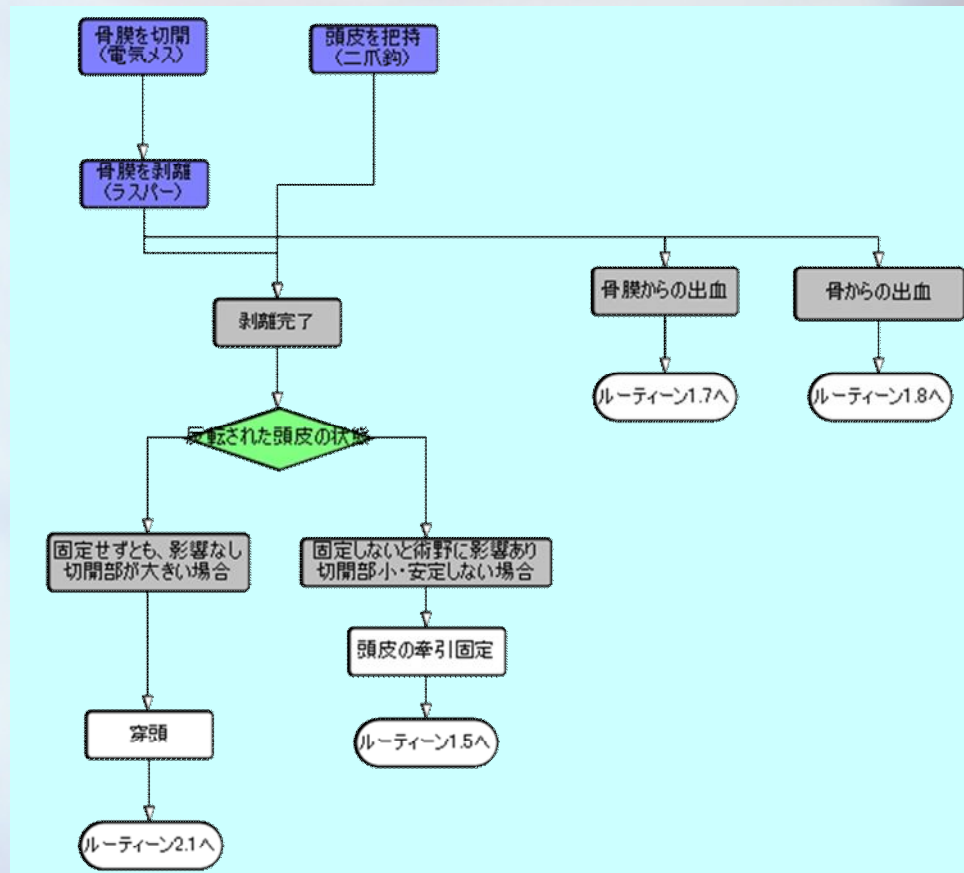 骨膜を切開
〈電気メス〉
頭皮を把持
〈二爪鈎〉
骨膜を剥離
〈ラスパー〉
骨膜からの出血
骨からの出血
剥離完了
ルーティーン1.7へ
ルーティーン1.8へ
反転された頭皮の状態
固定せずとも、影響なし
切開部が大きい場合
固定しないと術野に影響あり
切開部小・安定しない場合
頭皮の牽引固定
穿頭
ルーティーン1.5へ
ルーティーン2.1へ